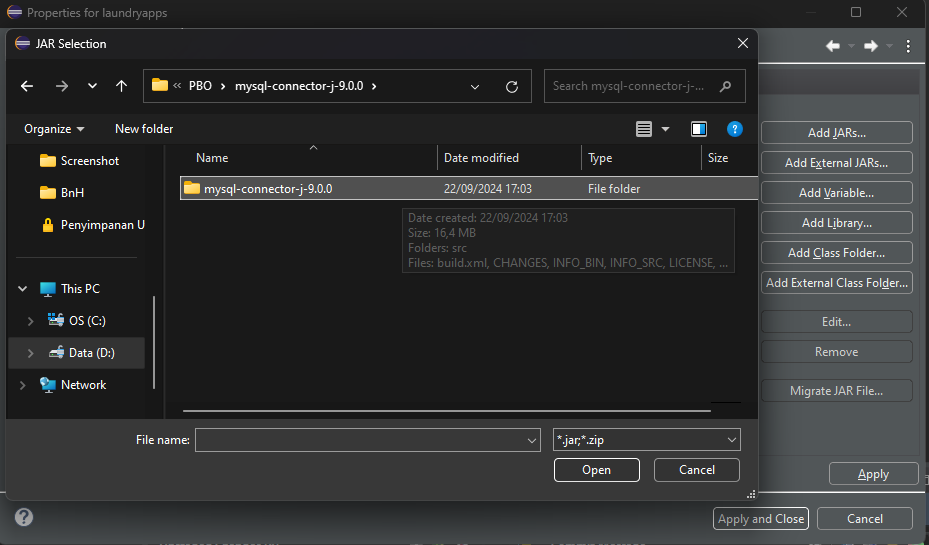 Properties for laundryapps
JAR Selection
« PBO › mysql-connector-j-9.0.0 ›
Search mysql-connector-j-...
Organize
New folder
Screenshot
BnH
Penyimpanan U
This PC
OS (C:)
Data (D:)
Network
Name
Date modified
Type
Size
mysql-connector-j-9.0.0
22/09/2024 17:03
File folder
Date created: 22/09/2024 17:03
Size: 16,4 MB
Folders: src
Files: build.xml, CHANGES, INFO_BIN, INFO_SRC, LICENSE, ...
File name:
*.jar;*.zip
Open
Cancel
Add JARs...
Add External JARs...
Add Variable...
Add Library...
Add Class Folder...
Add External Class Folder...
Edit...
Remove
Migrate JAR File...
Apply
Apply and Close
Cancel